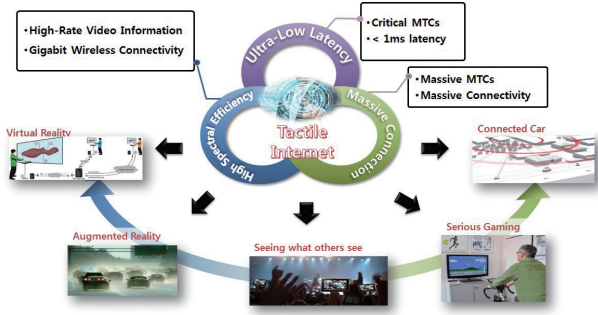 • High-Rate Video Information
• Gigabit Wireless Connectivity
Ultra-Low Latency
• Critical MTCs
• < 1ms latency
• Massive MTCs
• Massive Connectivity
High Spectral Efficiency
Massive Connection
Tactile
Internet
Virtual Reality
Connected Car
Augmented Reality
Seeing what others see
Serious Gaming